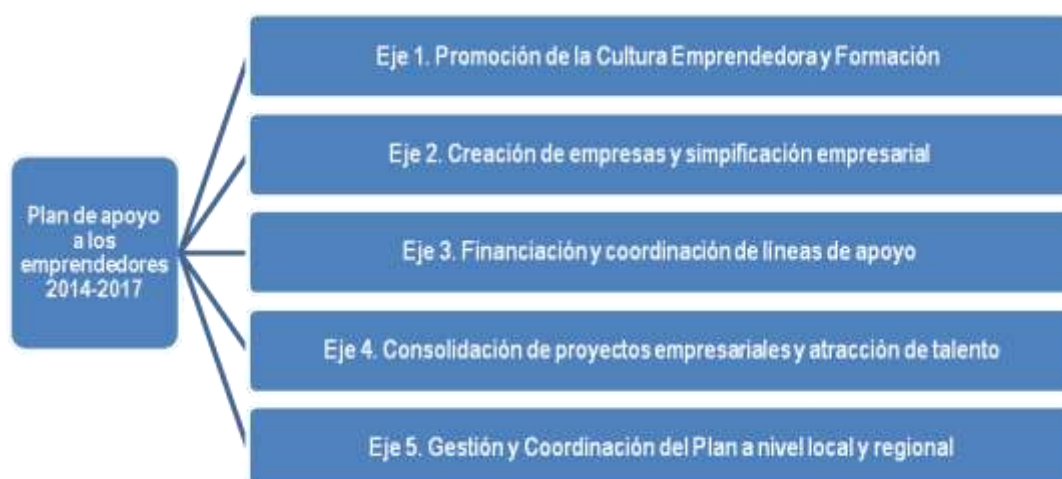 Plan de apoyo
a los
emprendedores
2014-2017
Eje 1. Promoción de la Cultura Emprendedora y Formación
Eje 2. Creación de empresas y simpificación empresarial
Eje 3. Financiación y coordinación de líneas de apoyo
Eje 4. Consolidación de proyectos empresariales y atracción de talento
Eje 5. Gestión y Coordinación del Plan a nivel local y regional